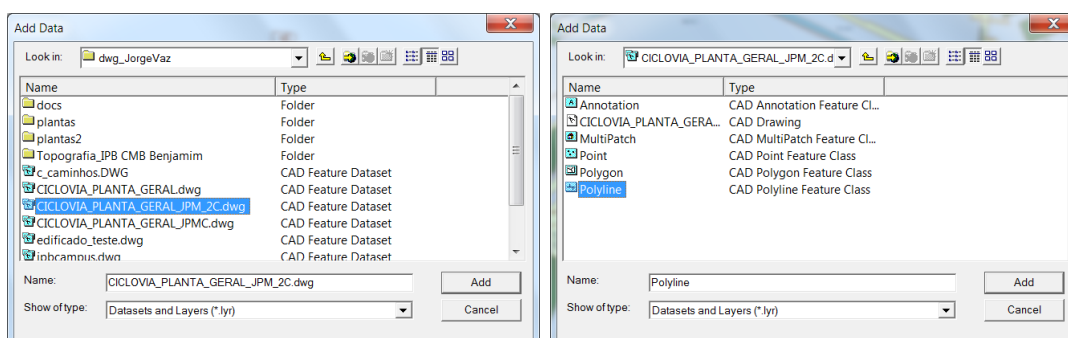 Add Data
X
Look in:
dwg_JorgeVaz
Name
Type
docs
Folder
plantas
Folder
plantas2
Folder
Topografia_IPB CMB Benjamim
Folder
c_caminhos.DWG
CAD Feature Dataset
CICLOVIA_PLANTA_GERAL.dwg
CAD Feature Dataset
CICLOVIA_PLANTA_GERAL_JPM_2C.dwg
CAD Feature Dataset
CICLOVIA_PLANTA_GERAL_JPMC.dwg
CAD Feature Dataset
edificado_teste.dwg
CAD Feature Dataset
ipbcampus.dwg
CAD Feature Dataset
Name:
CICLOVIA_PLANTA_GERAL_JPM_2C.dwg
Add
Show of type:
Datasets and Layers (*.lyr)
Cancel
Add Data
X
Look in:
CICLOVIA_PLANTA_GERAL_JPM_2C.d
Name
Type
Annotation
CAD Annotation Feature Cl...
CICLOVIA_PLANTA_GERA...
CAD Drawing
MultiPatch
CAD MultiPatch Feature Cl...
Point
CAD Point Feature Class
Polygon
CAD Polygon Feature Class
Polyline
CAD Polyline Feature Class
Name:
Polyline
Add
Show of type:
Datasets and Layers (*.lyr)
Cancel